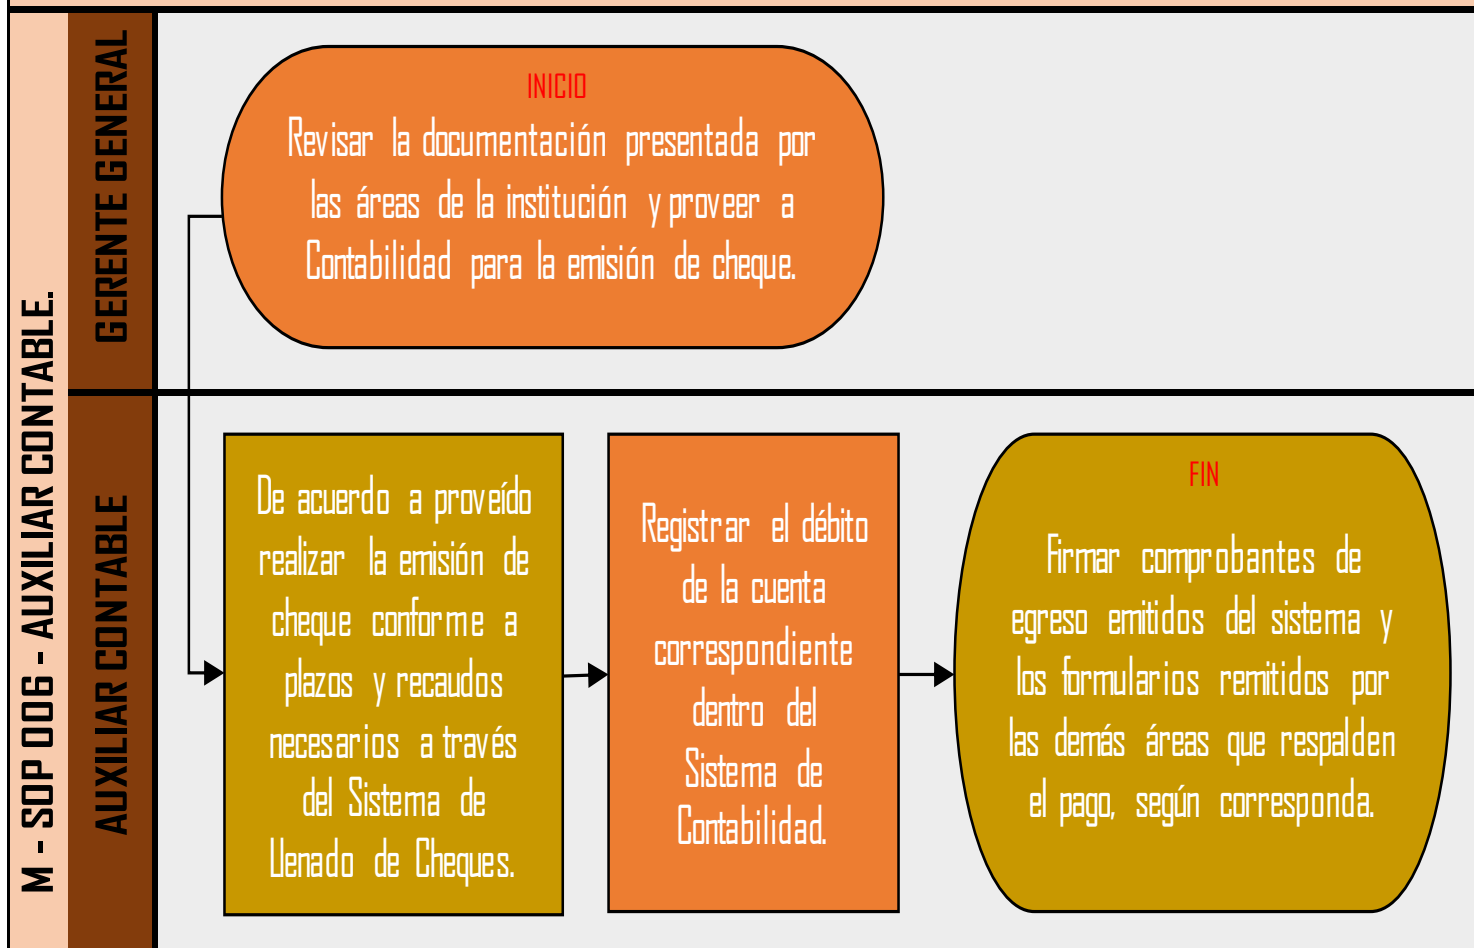 M - SOP 006 - AUXILIAR CONTABLE.
GERENTE GENERAL
INICIO
Revisar la documentación presentada por
las áreas de la institución y proveer a
Contabilidad para la emisión de cheque.
AUXILIAR CONTABLE
De acuerdo a proveído
realizar la emisión de
cheque conforme a
plazos y recaudos
necesarios a través
del Sistema de
Llenado de Cheques.
Registrar el débito
de la cuenta
correspondiente
dentro del
Sistema de
Contabilidad.
FIN
Firmar comprobantes de
egreso emitidos del sistema y
los formularios remitidos por
las demás áreas que respalden
el pago, según corresponda.